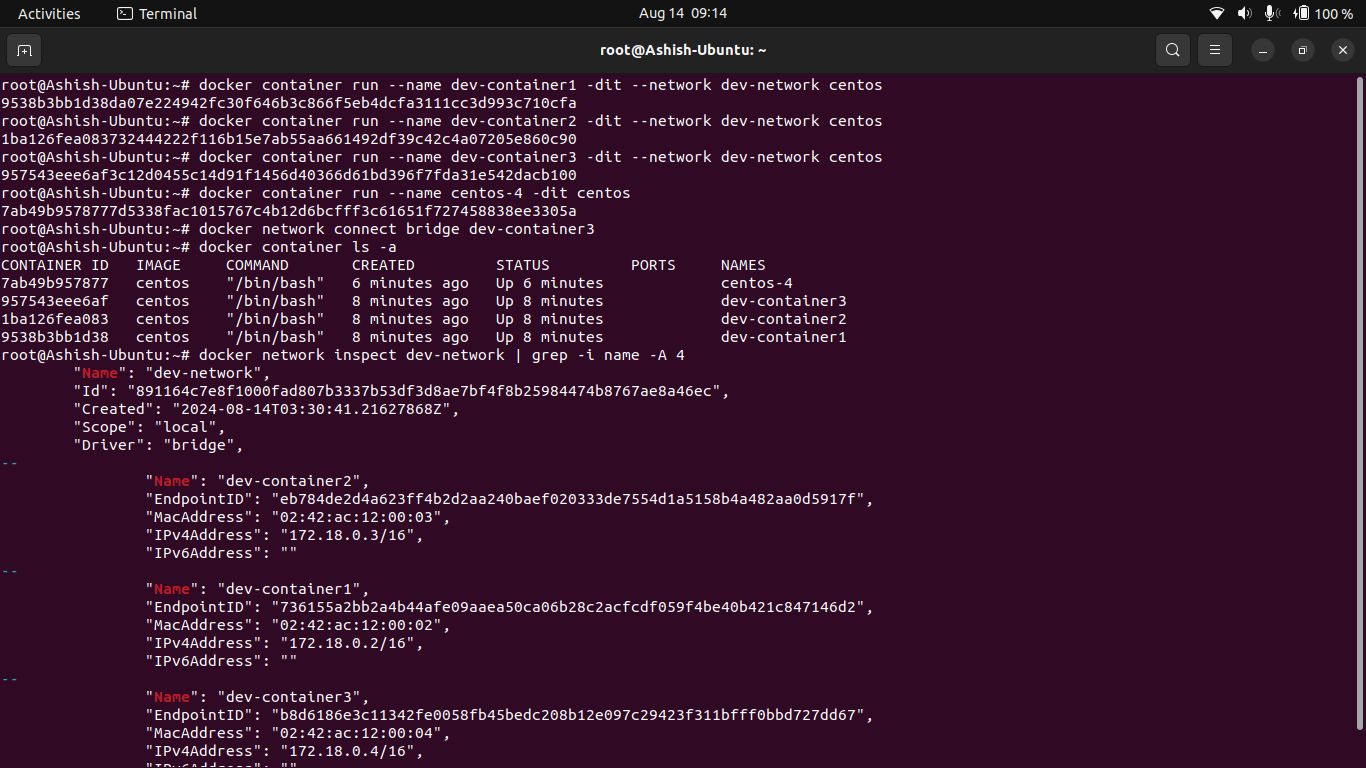 Activities Terminal Aug 14 09:14 100 %
root@Ashish-Ubuntu: ~
root@Ashish-Ubuntu:~# docker container run --name dev-container1 -dit --network dev-network centos
9538b3bb1d38da07e224942fc30f646b3c866f5eb4dcfa3111cc3d993c710cfa
root@Ashish-Ubuntu:~# docker container run --name dev-container2 -dit --network dev-network centos
1ba126fea083732444222f116b15e7ab55aa661492df39c42c4a07205e860c90
root@Ashish-Ubuntu:~# docker container run --name dev-container3 -dit --network dev-network centos
957543eee6af3c12d0455c14d91f1456d40366d61bd396f7fda31e542dacb100
root@Ashish-Ubuntu:~# docker container run --name centos-4 -dit centos
7ab49b9578777d5338fac1015767c4b12d6bcfff3c61651f727458838ee3305a
root@Ashish-Ubuntu:~# docker network connect bridge dev-container3
root@Ashish-Ubuntu:~# docker container ls -a
CONTAINER ID   IMAGE     COMMAND       CREATED         STATUS         PORTS     NAMES
7ab49b957877   centos    "/bin/bash"   6 minutes ago   Up 6 minutes             centos-4
957543eee6af   centos    "/bin/bash"   8 minutes ago   Up 8 minutes             dev-container3
1ba126fea083   centos    "/bin/bash"   8 minutes ago   Up 8 minutes             dev-container2
9538b3bb1d38   centos    "/bin/bash"   8 minutes ago   Up 8 minutes             dev-container1
root@Ashish-Ubuntu:~# docker network inspect dev-network | grep -i name -A 4
        "Name": "dev-network",
        "Id": "891164c7e8f1000fad807b3337b53df3d8ae7bf4f8b25984474b8767ae8a46ec",
        "Created": "2024-08-14T03:30:41.21627868Z",
        "Scope": "local",
        "Driver": "bridge",
--
                "Name": "dev-container2",
                "EndpointID": "eb784de2d4a623ff4b2d2aa240baef020333de7554d1a5158b4a482aa0d5917f",
                "MacAddress": "02:42:ac:12:00:03",
                "IPv4Address": "172.18.0.3/16",
                "IPv6Address": ""
--
                "Name": "dev-container1",
                "EndpointID": "736155a2bb2a4b44afe09aaea50ca06b28c2acfcdf059f4be40b421c847146d2",
                "MacAddress": "02:42:ac:12:00:02",
                "IPv4Address": "172.18.0.2/16",
                "IPv6Address": ""
--
                "Name": "dev-container3",
                "EndpointID": "b8d6186e3c11342fe0058fb45bedc208b12e097c29423f311bfff0bbd727dd67",
                "MacAddress": "02:42:ac:12:00:04",
                "IPv4Address": "172.18.0.4/16",
                "IPv6Address": ""